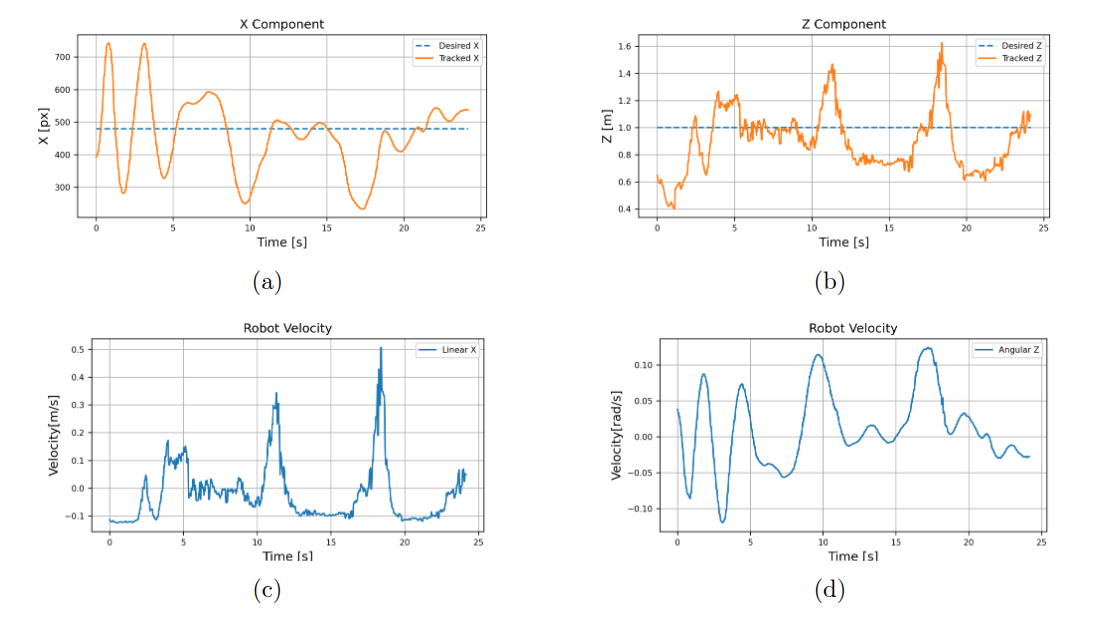 X Component
X [px]
700
600
500
400
300
Desired X
Tracked X
0 5 10 15 20 25
Time [s]
(a)
Z Component
Z [m]
1.6
1.4
1.2
1.0
0.8
0.6
0.4
Desired Z
Tracked Z
0 5 10 15 20 25
Time [s]
(b)
Robot Velocity
Velocity[m/s]
0.5
0.4
0.3
0.2
0.1
0.0
−0.1
Linear X
0 5 10 15 20 25
Time [s]
(c)
Robot Velocity
Velocity[rad/s]
0.10
0.05
0.00
−0.05
−0.10
Angular Z
0 5 10 15 20 25
Time [s]
(d)